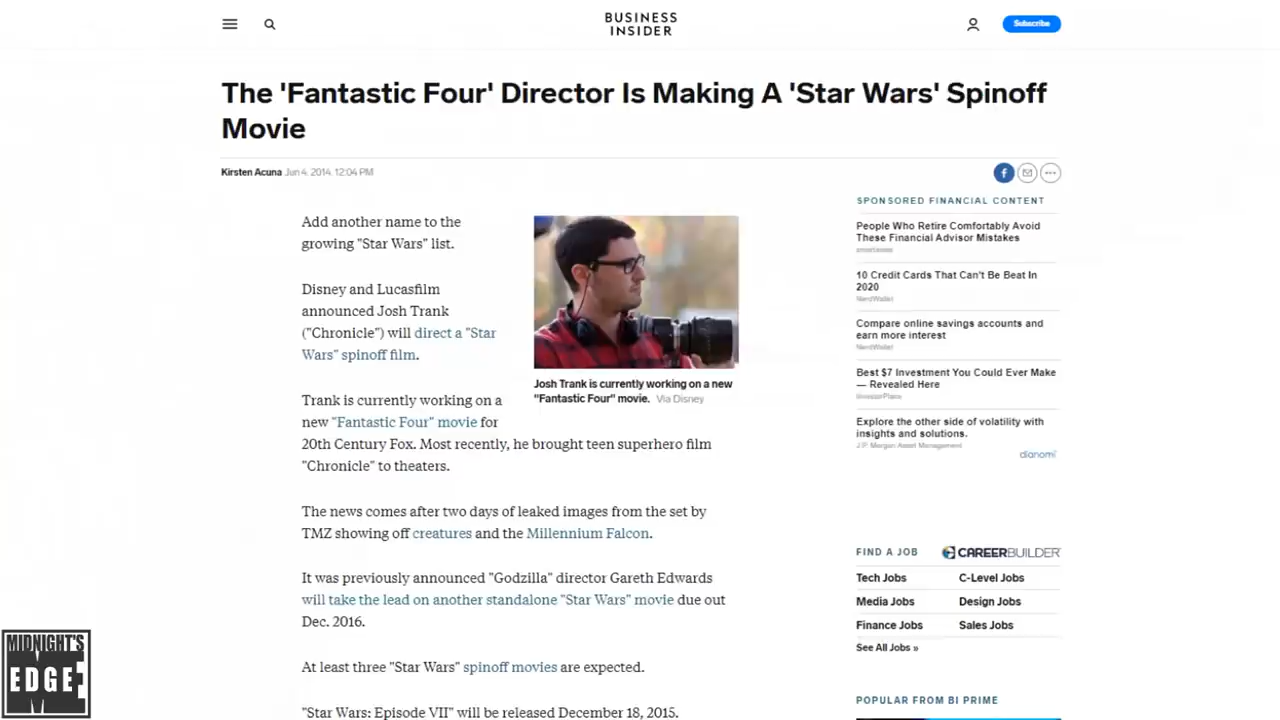 BUSINESS
INSIDER
Subscribe
The 'Fantastic Four' Director Is Making A 'Star Wars' Spinoff
Movie
Kirsten Acuna Jun 4, 2014, 12:04 PM
Add another name to the
growing "Star Wars" list.
Disney and Lucasfilm
announced Josh Trank
("Chronicle") will direct a "Star
Wars" spinoff film.
Trank is currently working on a
new "Fantastic Four" movie for
20th Century Fox. Most recently, he brought teen superhero film
"Chronicle" to theaters.
The news comes after two days of leaked images from the set by
TMZ showing off creatures and the Millennium Falcon.
It was previously announced "Godzilla" director Gareth Edwards
will take the lead on another standalone "Star Wars" movie due out
Dec. 2016.
At least three "Star Wars" spinoff movies are expected.
"Star Wars: Episode VII" will be released December 18, 2015.
Josh Trank is currently working on a new
"Fantastic Four" movie. Via Disney
SPONSORED FINANCIAL CONTENT
People Who Retire Comfortably Avoid
These Financial Advisor Mistakes
smartasset
10 Credit Cards That Can't Be Beat In
2020
NerdWallet
Compare online savings accounts and
earn more interest
NerdWallet
Best $7 Investment You Could Ever Make
— Revealed Here
InvestorPlace
Explore the other side of volatility with
insights and solutions.
J.P. Morgan Asset Management
dianomi
FIND A JOB
CAREERBUILDER
Tech Jobs
C-Level Jobs
Media Jobs
Design Jobs
Finance Jobs
Sales Jobs
See All Jobs »
POPULAR FROM BI PRIME
MIDNIGHT'S
EDGE